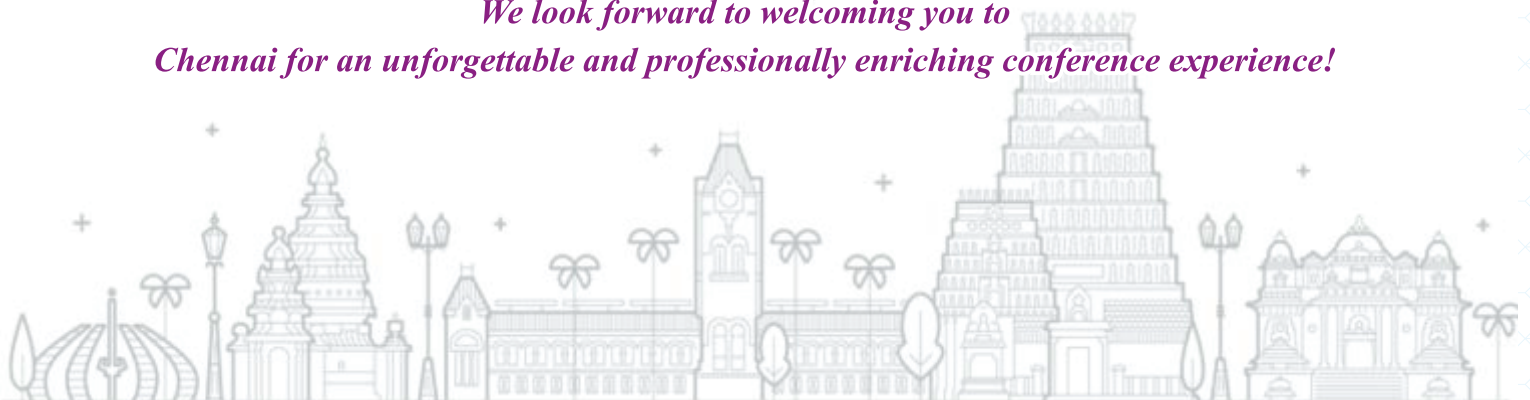 We look forward to welcoming you to
Chennai for an unforgettable and professionally enriching conference experience!